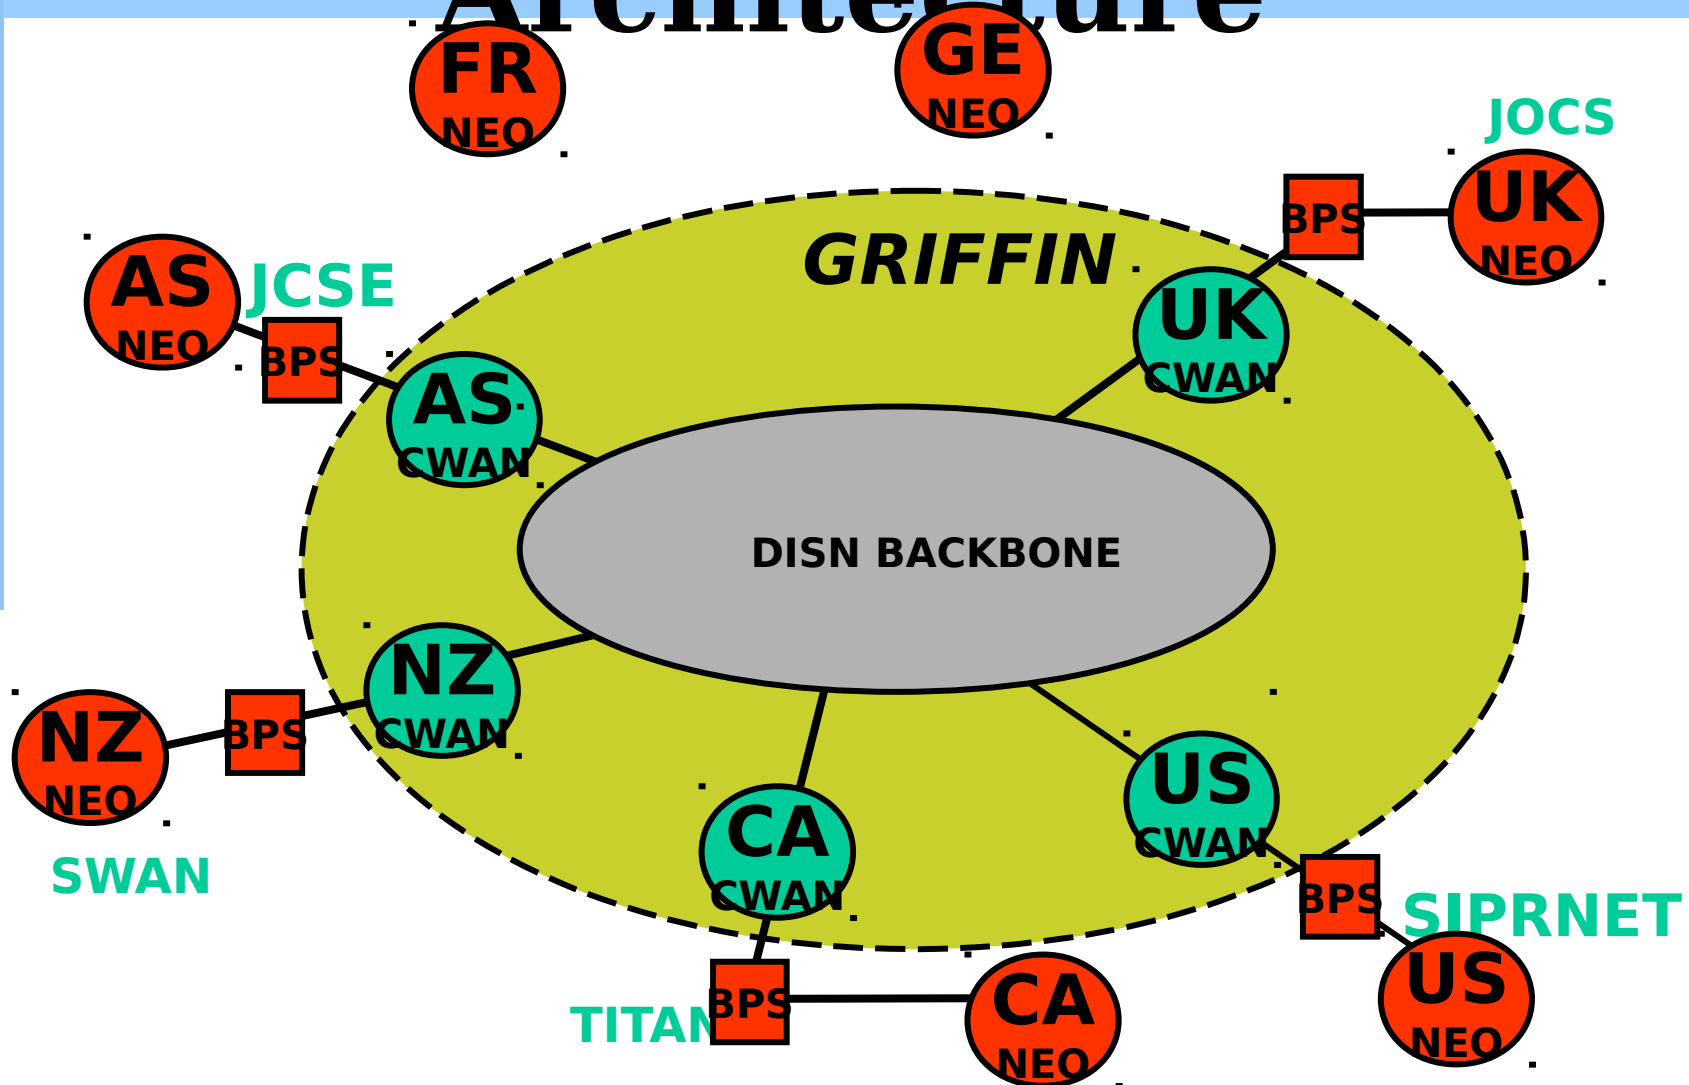 Architecture
FR
NEO
GE
NEO
JOCS
UK
NEO
BPS
GRIFFIN
AS
NEO
JCSE
BPS
UK
CWAN
AS
CWAN
DISN BACKBONE
NZ
CWAN
NZ
NEO
BPS
SWAN
CA
CWAN
US
CWAN
BPS
SIPRNET
US
NEO
TITAN
BPS
CA
NEO